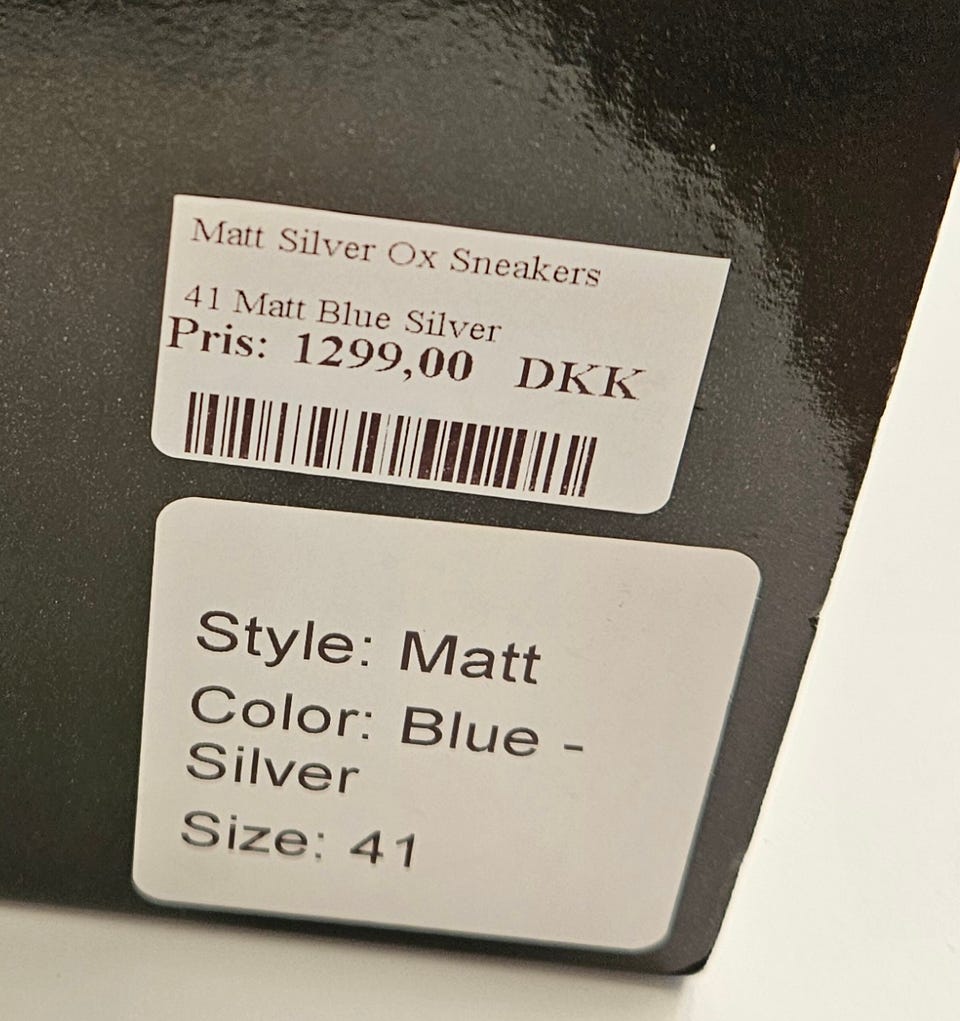 Matt Silver Ox Sneakers
41 Matt Blue Silver
Pris: 1299,00 DKK
Style: Matt
Color: Blue -
Silver
Size: 41